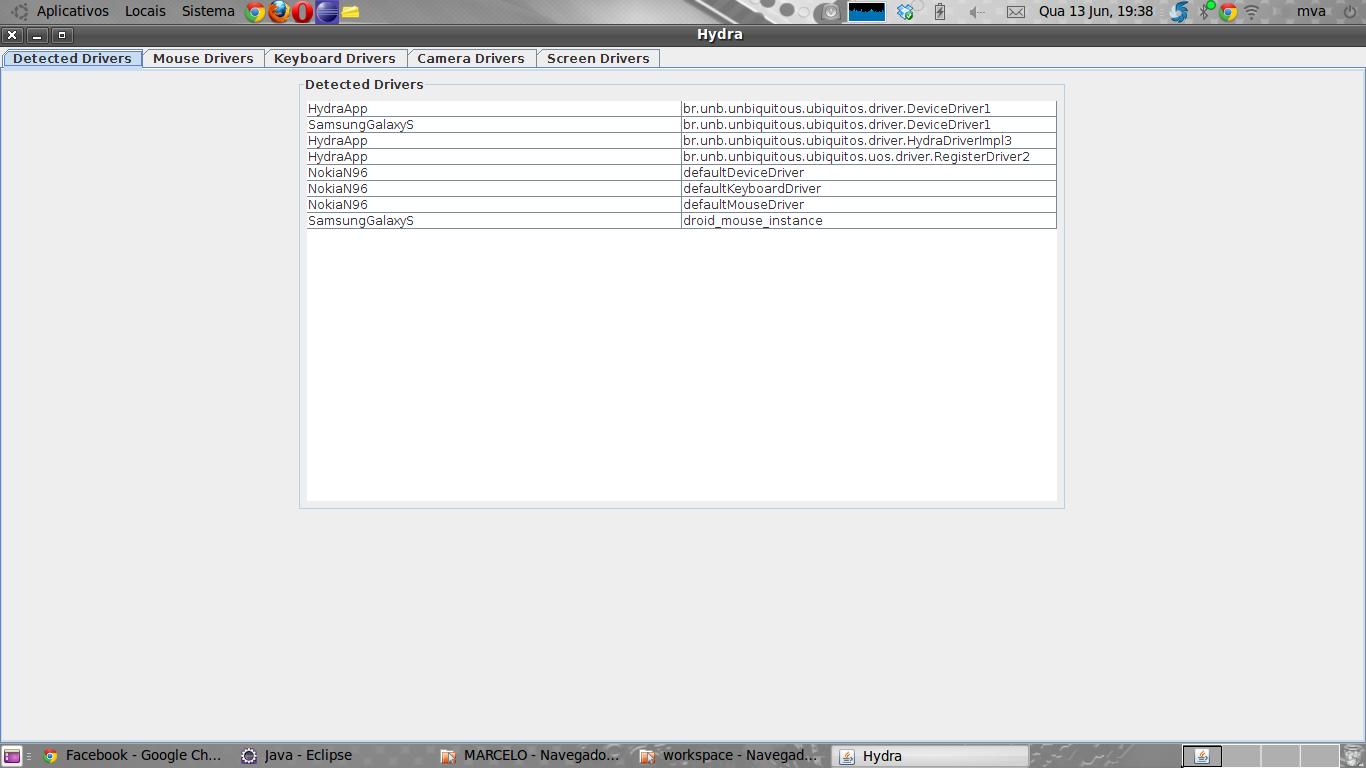 Aplicativos Locais Sistema Qua 13 Jun, 19:38 mva
Hydra
Detected Drivers Mouse Drivers Keyboard Drivers Camera Drivers Screen Drivers
Detected Drivers
HydraApp br.unb.unbiquitous.ubiquitos.driver.DeviceDriver1
SamsungGalaxyS br.unb.unbiquitous.ubiquitos.driver.DeviceDriver1
HydraApp br.unb.unbiquitous.ubiquitos.driver.HydraDriverImpl3
HydraApp br.unb.unbiquitous.ubiquitos.uos.driver.RegisterDriver2
NokiaN96 defaultDeviceDriver
NokiaN96 defaultKeyboardDriver
NokiaN96 defaultMouseDriver
SamsungGalaxyS droid_mouse_instance
Facebook - Google Ch... Java - Eclipse MARCELO - Navegado... workspace - Navegad... Hydra